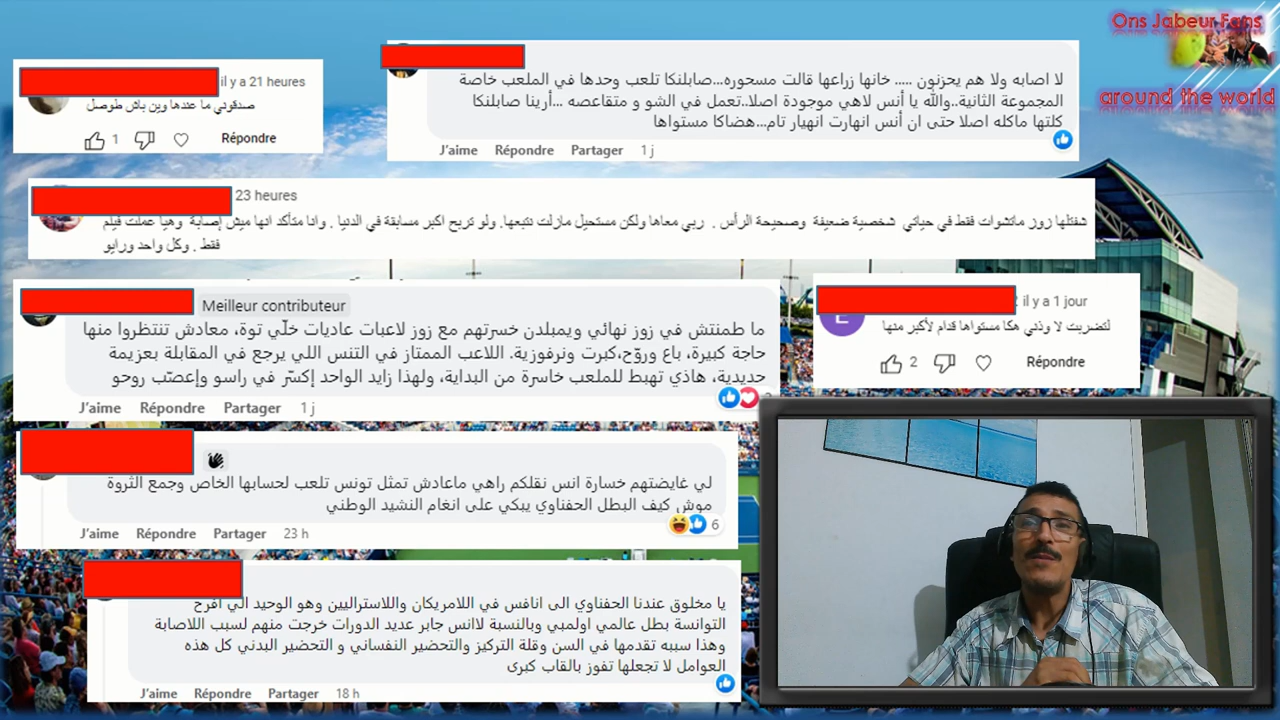 Ons Jabeur Fans
around the world
il y a 21 heures
صدقوني ما عندها وين باش طوصل
1
Répondre
لا اصابه ولا هم يحزنون ..... خانها زراعها قالت مسحوره...صابلنكا تلعب وحدها في الملعب خاصة
المجموعة الثانية..والله يا أنس لاهي موجودة اصلا..تعمل في الشو و متقاعصه ...أرينا صابلنكا
كلتها ماكله اصلا حتى ان أنس انهارت انهيار تام...هضاكا مستواها
J'aime Répondre Partager 1 j
23 heures
شفتلها زوز ماتشوات فقط في حياتي شخصية ضعيفة وصحيحة الرأس . ربي معاها ولكن مستحيل مازلت نتبعها. ولو تربح اكبر مسابقة في الدنيا . وانا متأكد انها ميش إصابة وهيا عملت فيلم
فقط . وكل واحد ورايو
Meilleur contributeur
ما طمنتش في زوز نهائي ويمبلدن خسرتهم مع زوز لاعبات عاديات خلّي توة، معادش تنتظروا منها
حاجة كبيرة، باع وروّح،كبرت ونرفوزية. اللاعب الممتاز في التنس اللي يرجع في المقابلة بعزيمة
حديدية، هاذي تهبط للملعب خاسرة من البداية، ولهذا زايد الواحد إكسّر في راسو وإعصّب روحو
J'aime Répondre Partager 1 j
il y a 1 jour
لتضربت لا وذني هكا مستواها قدام لأكبر منها
2
Répondre
لي غايضتهم خسارة انس نقلكم راهي ماعادش تمثل تونس تلعب لحسابها الخاص وجمع الثروة
موش كيف البطل الحفناوي يبكي على انغام النشيد الوطني
6
J'aime Répondre Partager 23 h
يا مخلوق عندنا الحفناوي الى انافس في اللامريكان واللاستراليين وهو الوحيد الي افرح
التوانسة بطل عالمي اولمبي وبالنسبة لاانس جابر عديد الدورات خرجت منهم لسبب اللاصابة
وهذا سببه تقدمها في السن وقلة التركيز والتحضير النفساني و التحضير البدني كل هذه
العوامل لا تجعلها تفوز بالقاب كبرى
J'aime Répondre Partager 18 h